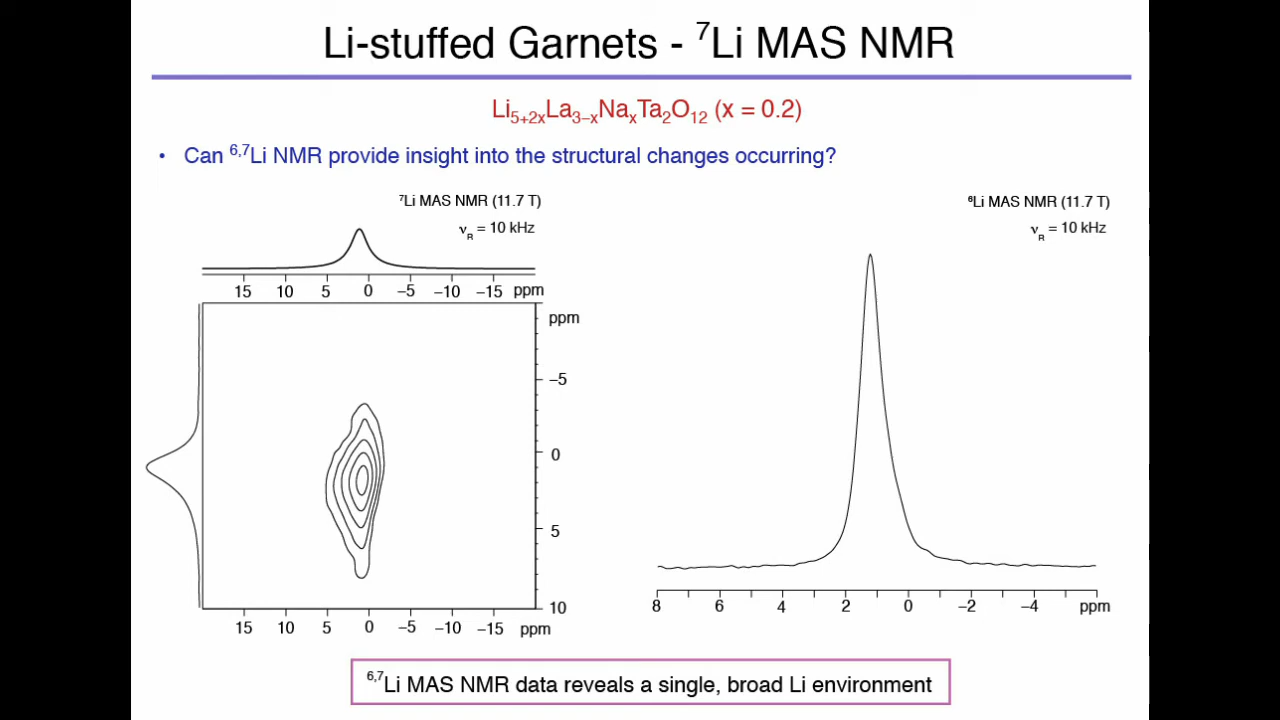 Li-stuffed Garnets - ⁷Li MAS NMR
Li₅₊₂ₓLa₃₋ₓNaₓTa₂O₁₂ (x = 0.2)
• Can ⁶,⁷Li NMR provide insight into the structural changes occurring?
⁷Li MAS NMR (11.7 T)
νR = 10 kHz
15 10 5 0 –5 –10 –15 ppm
ppm
–5
0
5
10
15 10 5 0 –5 –10 –15 ppm
⁶Li MAS NMR (11.7 T)
νR = 10 kHz
8 6 4 2 0 –2 –4 ppm
⁶,⁷Li MAS NMR data reveals a single, broad Li environment